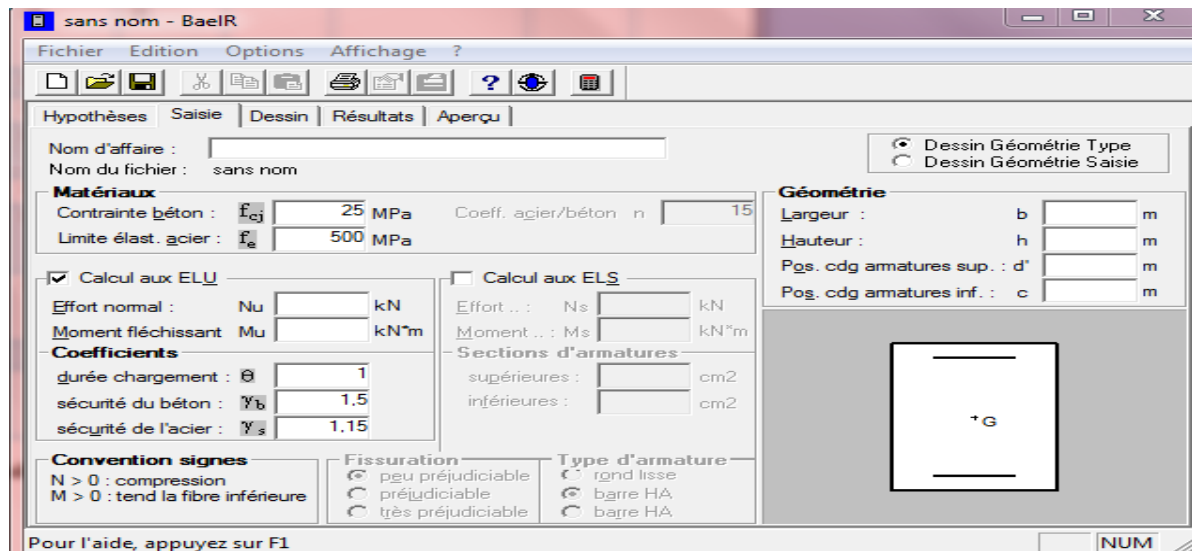 sans nom - BaelR
Fichier Edition Options Affichage ?
Hypothèses Saisie Dessin Résultats Aperçu
Nom d'affaire :
Nom du fichier : sans nom
Dessin Géométrie Type
Dessin Géométrie Saisie
Matériaux
Contrainte béton : fcj 25 MPa Coeff. acier/béton n 15
Limite élast. acier : fe 500 MPa
Géométrie
Largeur : b m
Hauteur : h m
Pos. cdg armatures sup. : d' m
Pos. cdg armatures inf. : c m
Calcul aux ELU
Effort normal : Nu kN
Moment fléchissant Mu kN*m
Coefficients
durée chargement : θ 1
sécurité du béton : γb 1,5
sécurité de l'acier : γs 1,15
Calcul aux ELS
Effort .. : Ns kN
Moment .. : Ms kN*m
Sections d'armatures
supérieures : cm2
inférieures : cm2
+G
Convention signes
N > 0 : compression
M > 0 : tend la fibre inférieure
Fissuration
peu préjudiciable
préjudiciable
très préjudiciable
Type d'armature
rond lisse
barre HA
barre HA
Pour l'aide, appuyez sur F1
NUM